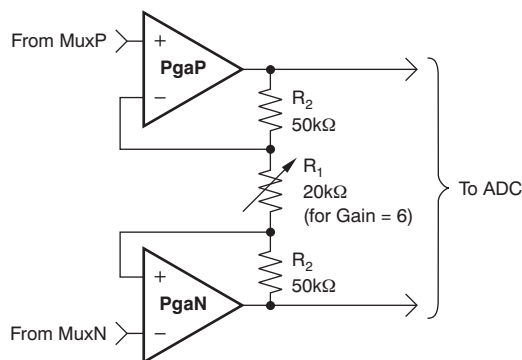 From MuxP
+
PgaP
−
R2
50kΩ
R1
20kΩ
(for Gain = 6)
To ADC
R2
50kΩ
+
PgaN
From MuxN
−